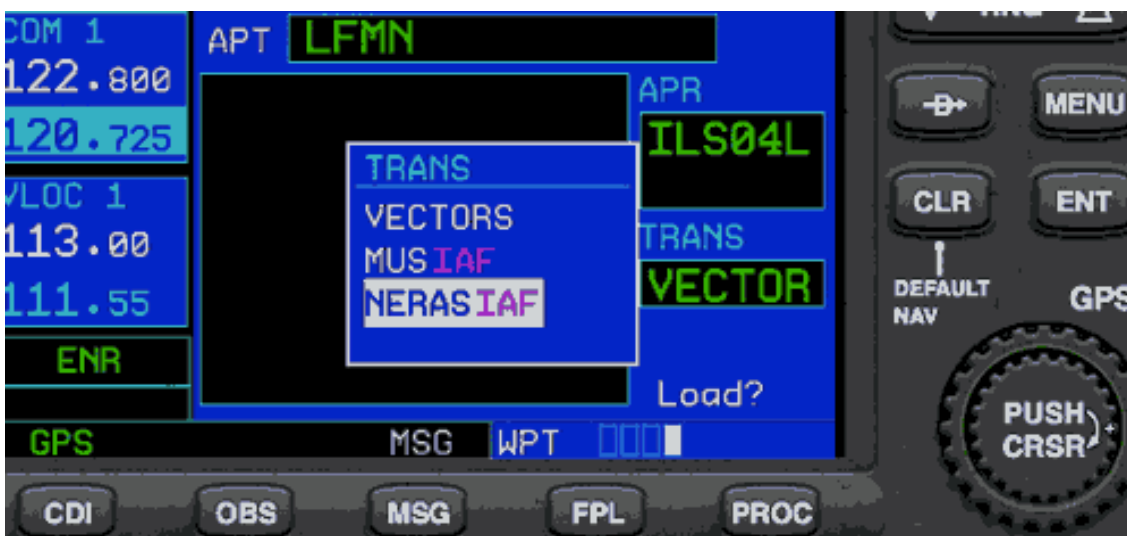 COM 1
122.800
120.725
VLOC 1
113.00
111.55
ENR
GPS
APT LFMN
APR
ILS04L
TRANS
VECTOR
Load?
TRANS
VECTORS
MUS IAF
NERAS IAF
MSG
WPT
MENU
CLR
ENT
DEFAULT
NAV
GPS
PUSH
CRSR
CDI
OBS
MSG
FPL
PROC